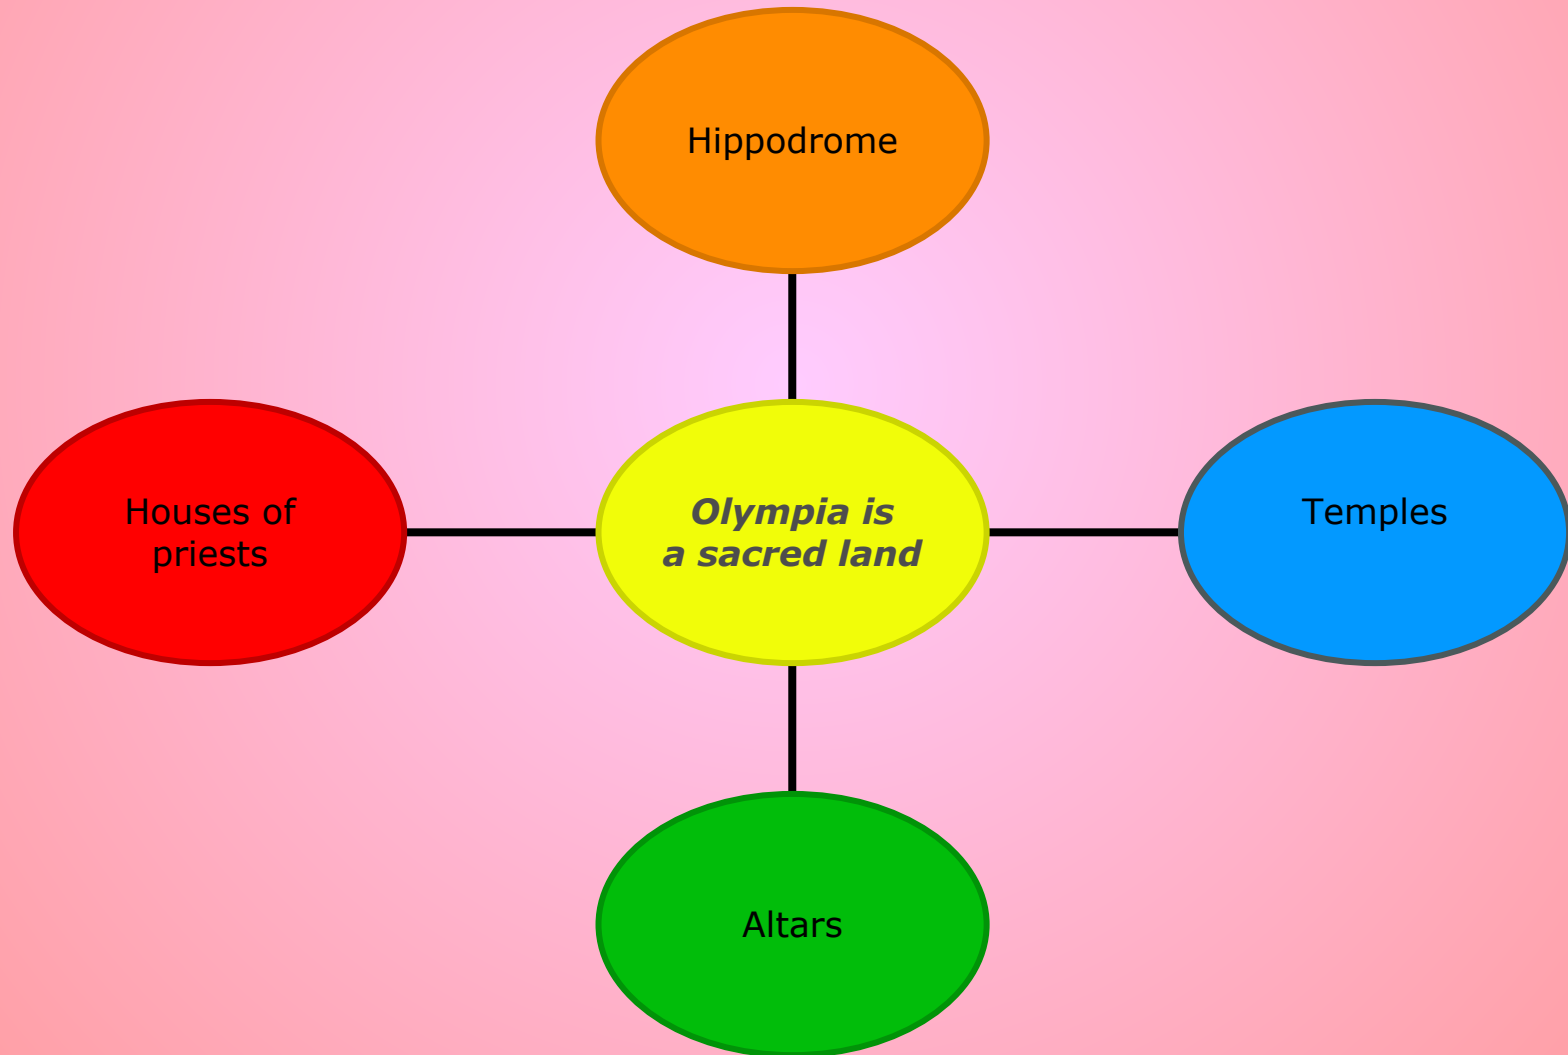 Hippodrome
Houses of
priests
Olympia is
a sacred land
Temples
Altars